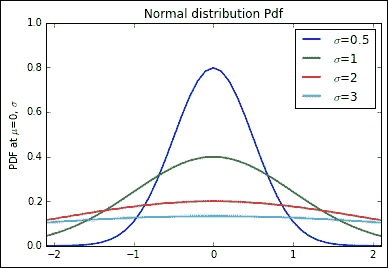 Normal distribution Pdf
PDF at μ=0, σ
1.0
0.8
0.6
0.4
0.2
0.0
−2
−1
0
1
2
σ=0.5
σ=1
σ=2
σ=3